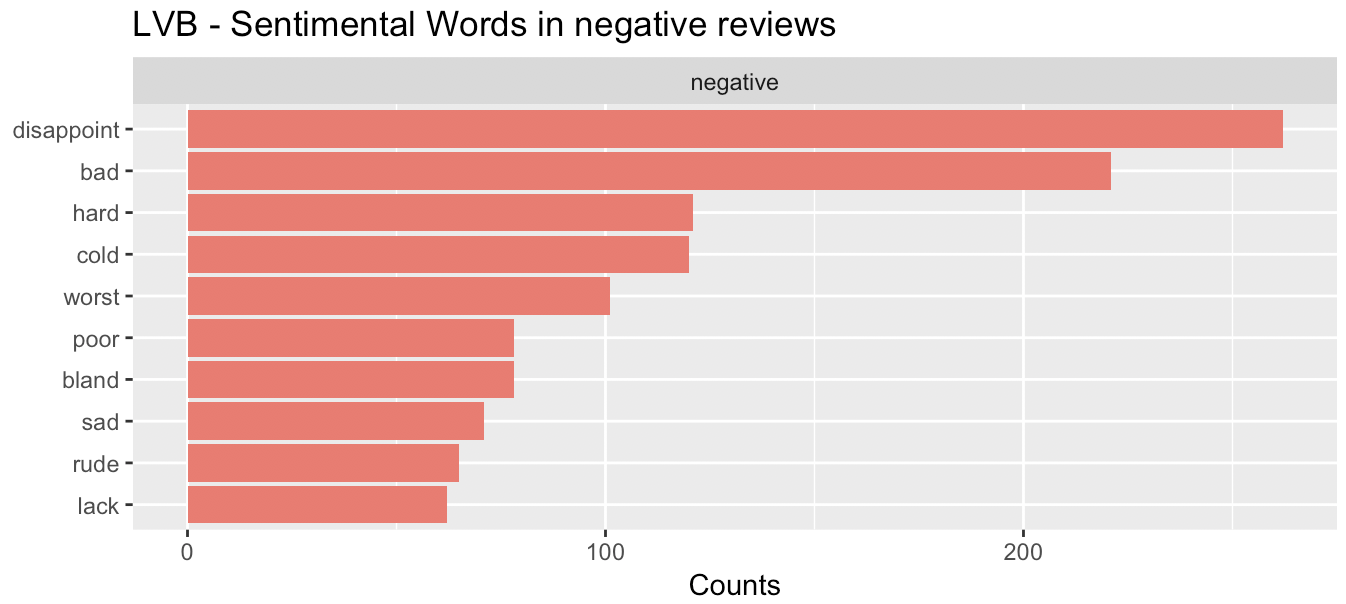 LVB - Sentimental Words in negative reviews
negative
disappoint
bad
hard
cold
worst
poor
bland
sad
rude
lack
0 100 200
Counts